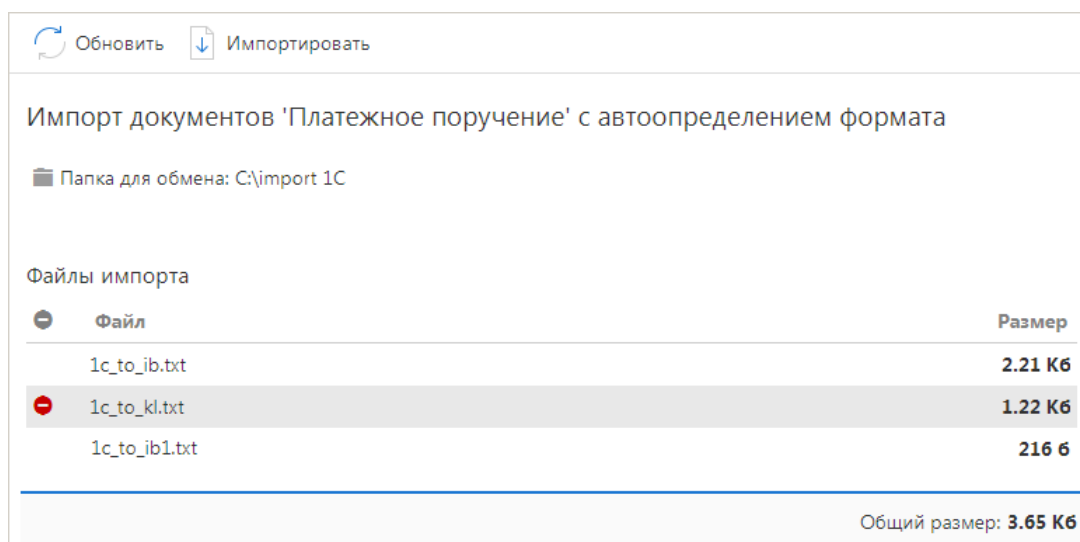 Обновить Импортировать
Импорт документов 'Платежное поручение' с автоопределением формата
Папка для обмена: C:\import 1C
Файлы импорта
Файл Размер
1c_to_ib.txt 2.21 Кб
1c_to_kl.txt 1.22 Кб
1c_to_ib1.txt 216 б
Общий размер: 3.65 Кб